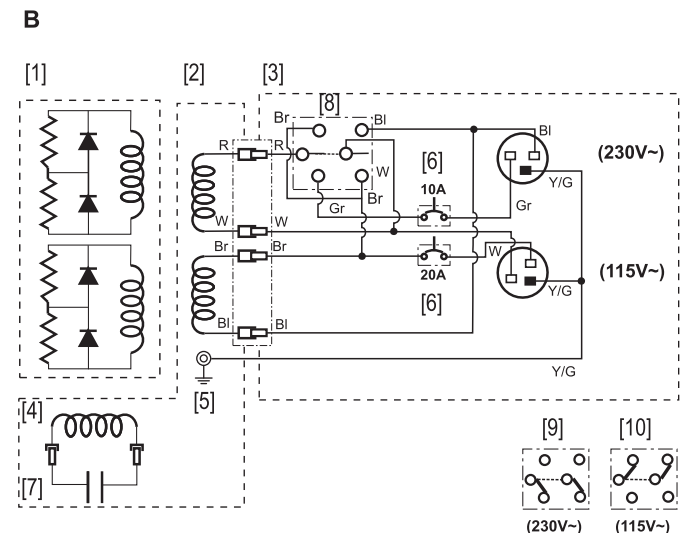 B
[1]
[2]
[3]
[8]
Br
Bl
R
R
W
[6]
10A
Bl
(230V~)
Y/G
Br
Gr
Gr
W
W
Br
Br
W
20A
[6]
(115V~)
Y/G
Bl
Bl
Y/G
[5]
[4]
[7]
[9]
[10]
(230V~)
(115V~)